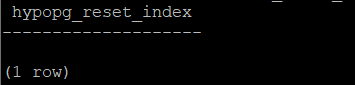 hypopg_reset_index
--------------------
(1 row)